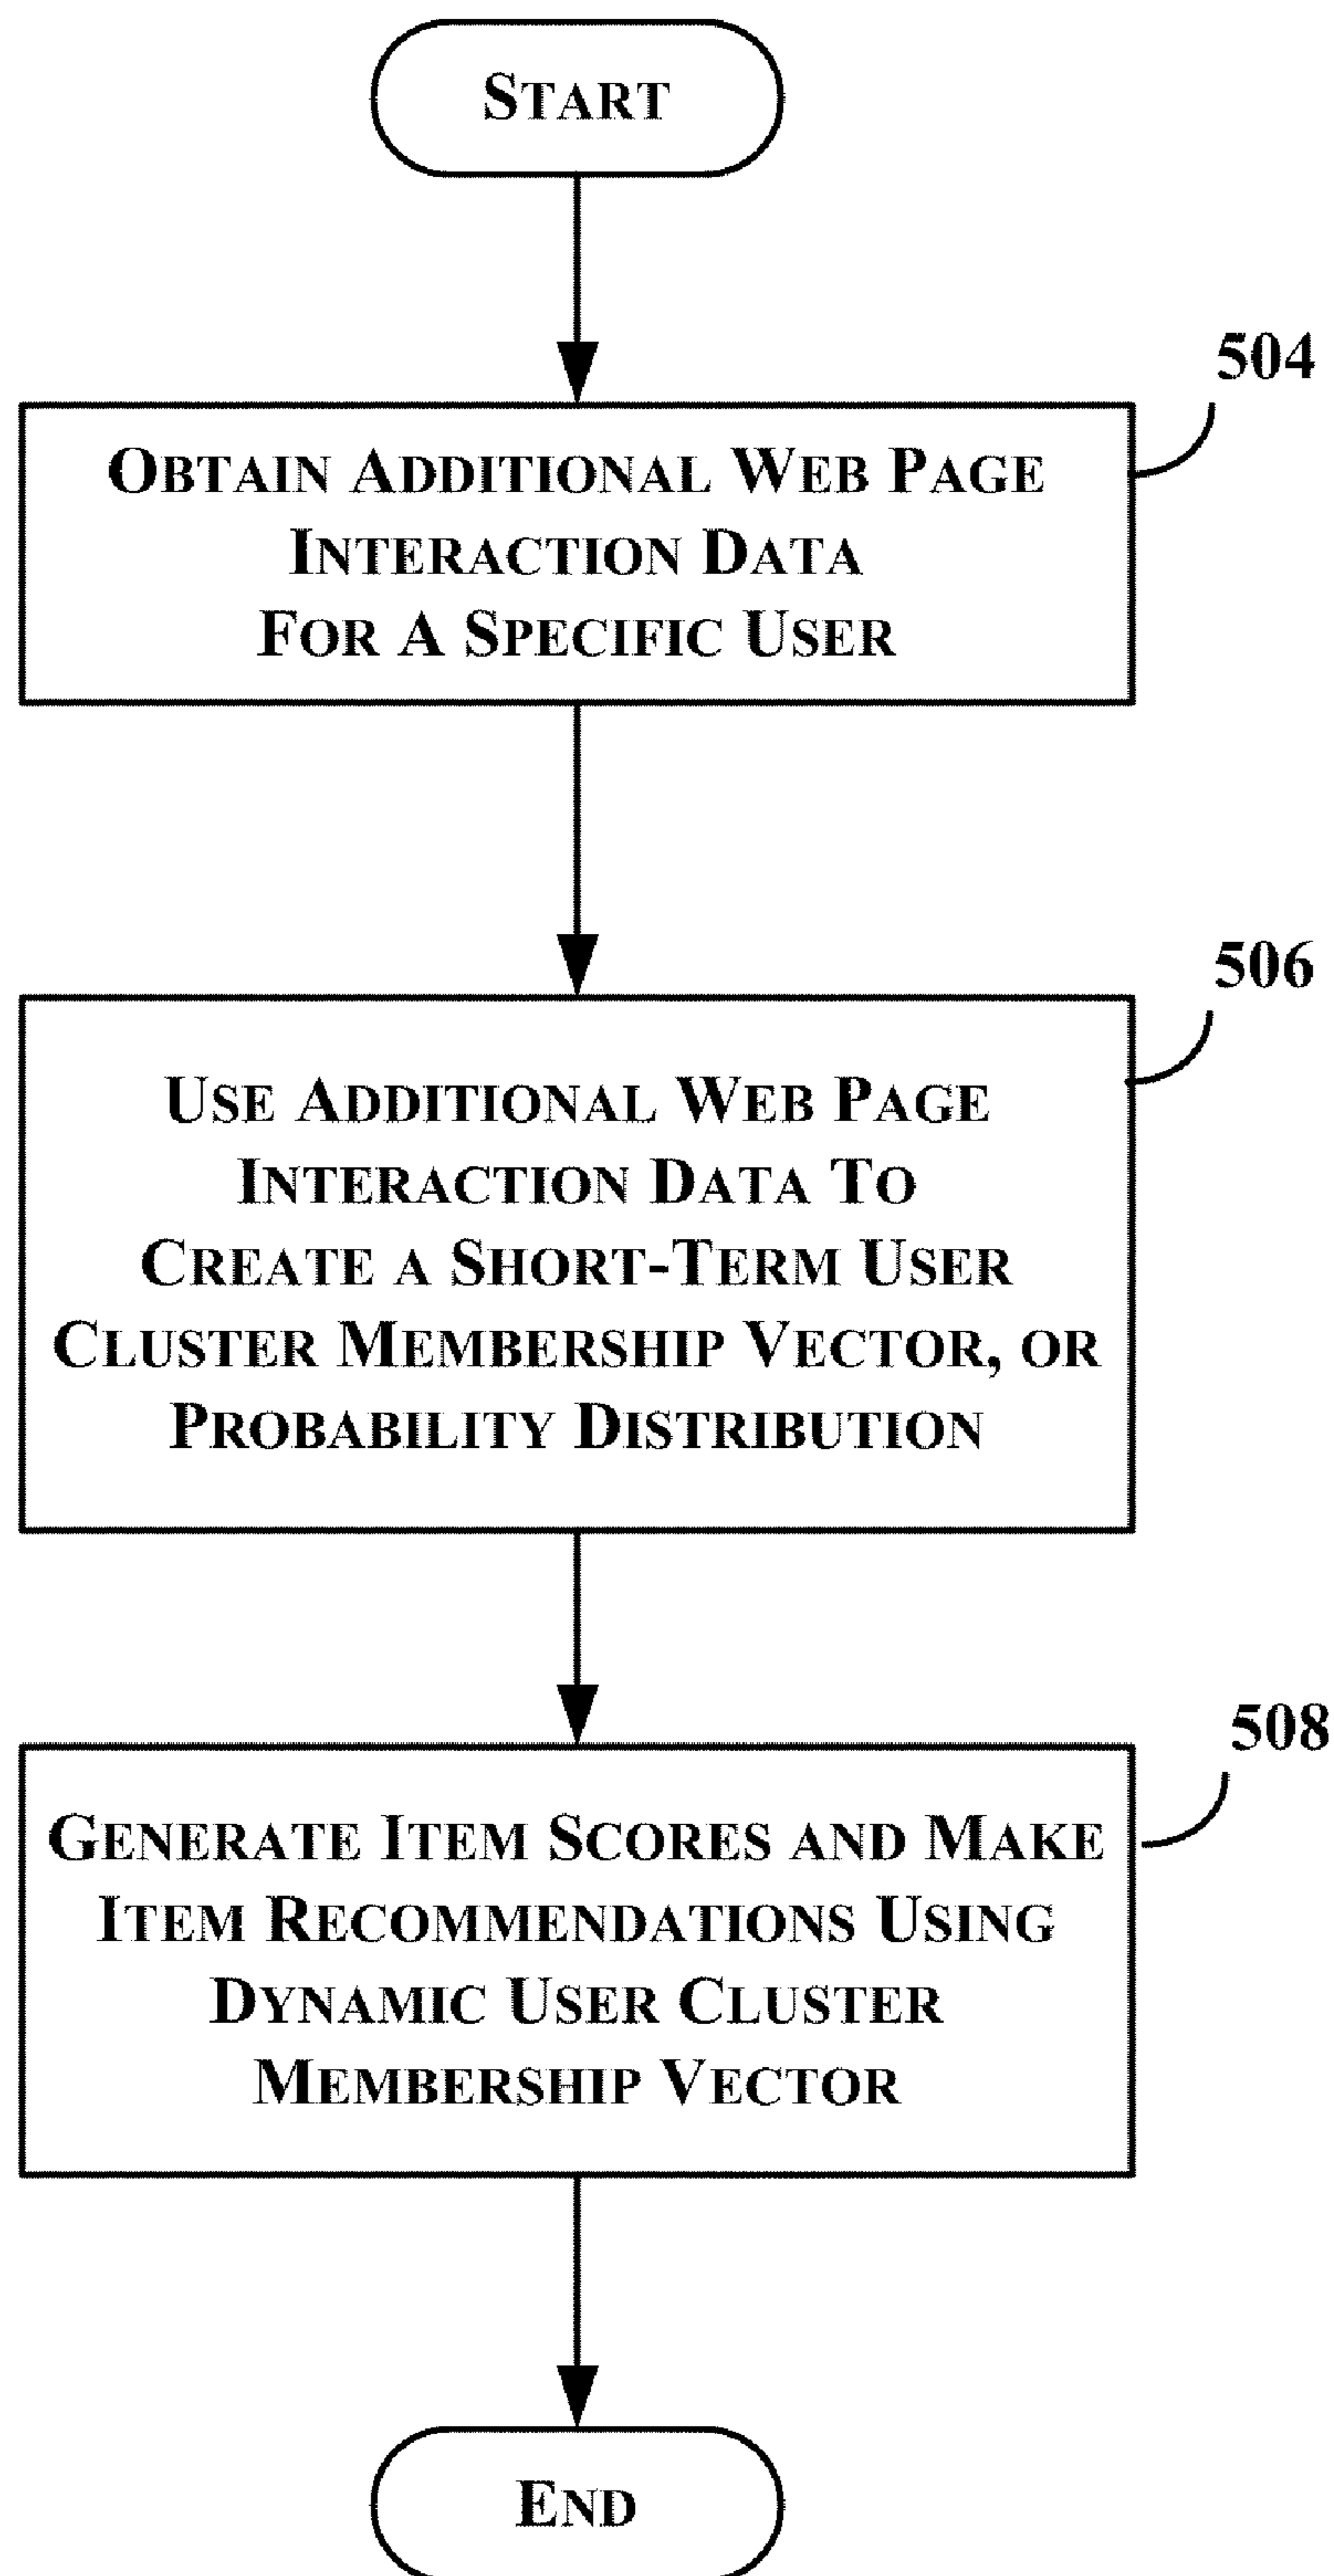 START
504
OBTAIN ADDITIONAL WEB PAGE
INTERACTION DATA
FOR A SPECIFIC USER
506
USE ADDITIONAL WEB PAGE
INTERACTION DATA TO
CREATE A SHORT-TERM USER
CLUSTER MEMBERSHIP VECTOR, OR
PROBABILITY DISTRIBUTION
508
GENERATE ITEM SCORES AND MAKE
ITEM RECOMMENDATIONS USING
DYNAMIC USER CLUSTER
MEMBERSHIP VECTOR
END